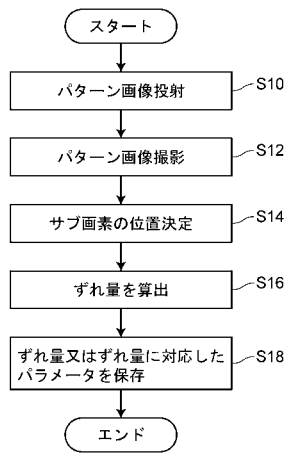 スタート
パターン画像投射
S10
パターン画像撮影
S12
サブ画素の位置決定
S14
ずれ量を算出
S16
ずれ量又はずれ量に対応した
パラメータを保存
S18
エンド